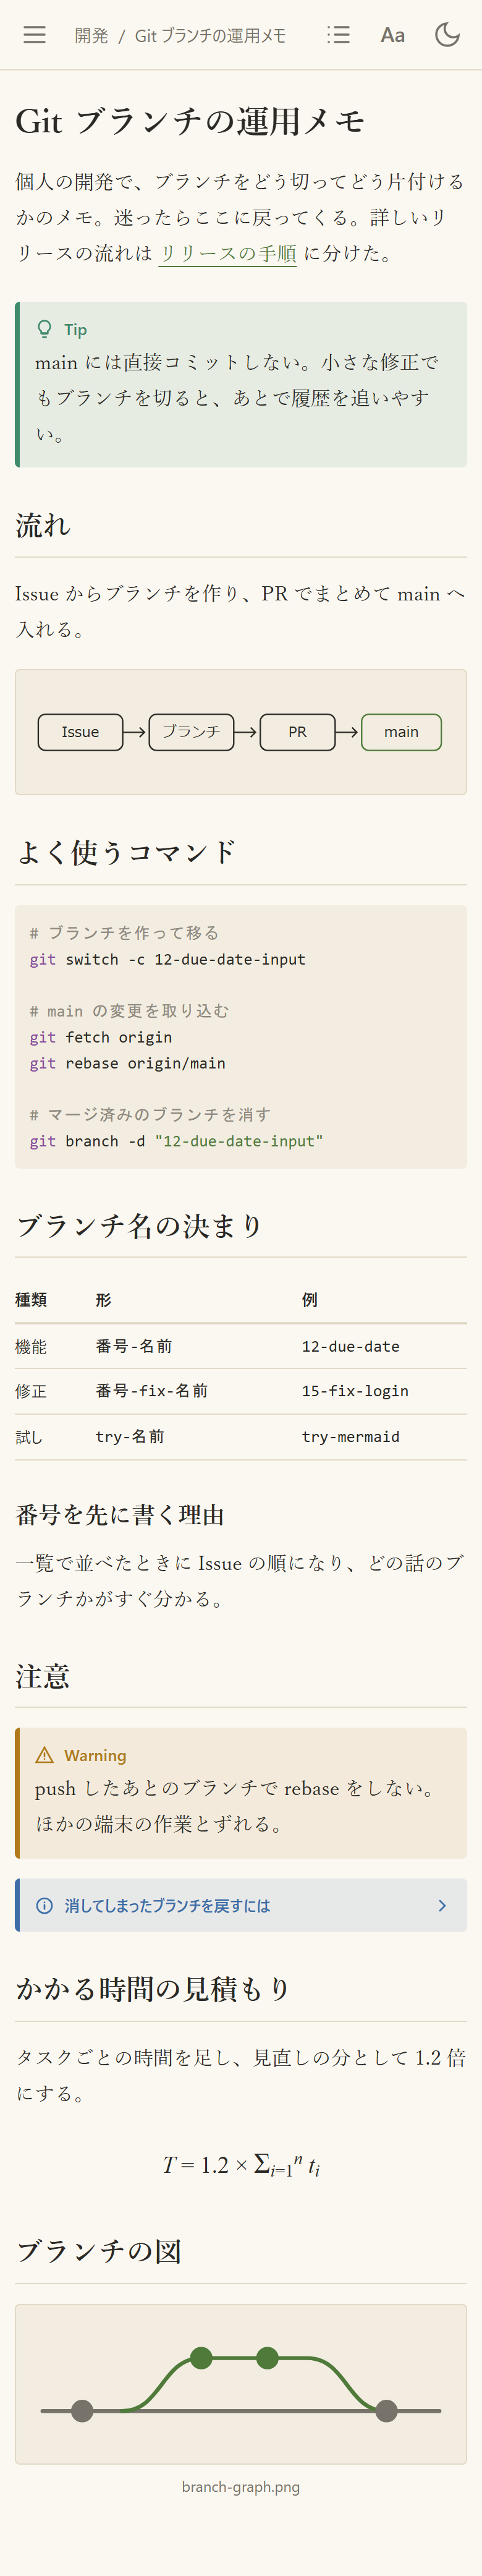 開発 / Git ブランチの運用メモ
Aa
Git ブランチの運用メモ
個人の開発で、ブランチをどう切ってどう片付ける
かのメモ。迷ったらここに戻ってくる。詳しいリ
リースの流れは リリースの手順 に分けた。
Tip
main には直接コミットしない。小さな修正で
もブランチを切ると、あとで履歴を追いやす
い。
流れ
Issue からブランチを作り、PR でまとめて main へ
入れる。
Issue ブランチ PR main
よく使うコマンド
# ブランチを作って移る
git switch -c 12-due-date-input
# main の変更を取り込む
git fetch origin
git rebase origin/main
# マージ済みのブランチを消す
git branch -d "12-due-date-input"
ブランチ名の決まり
種類 形 例
機能 番号-名前 12-due-date
修正 番号-fix-名前 15-fix-login
試し try-名前 try-mermaid
番号を先に書く理由
一覧で並べたときに Issue の順になり、どの話のブ
ランチかがすぐ分かる。
注意
Warning
push したあとのブランチで rebase をしない。
ほかの端末の作業とずれる。
消してしまったブランチを戻すには
かかる時間の見積もり
タスクごとの時間を足し、見直しの分として 1.2 倍
にする。
T = 1.2 × Σi=1n ti
ブランチの図
branch-graph.png